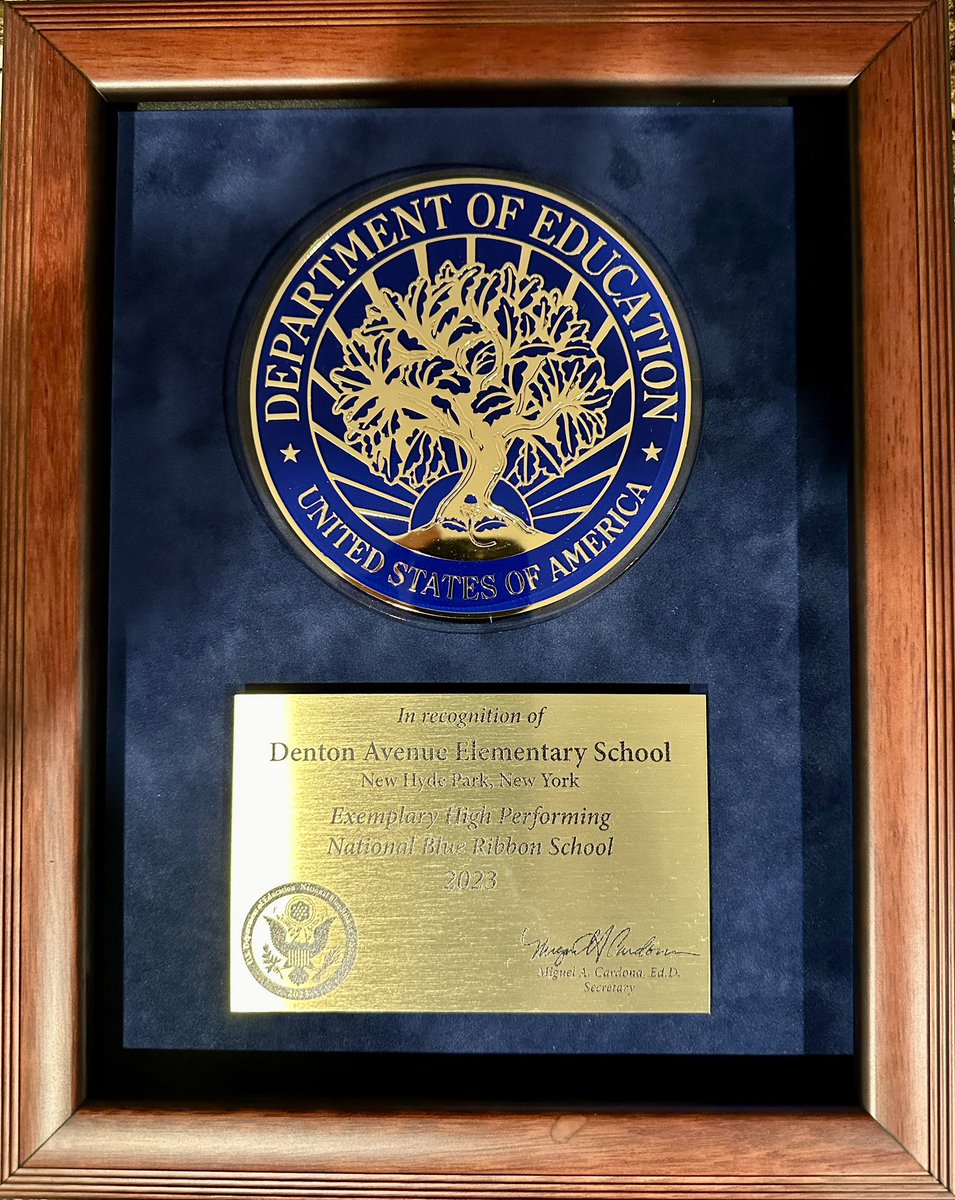 DEPARTMENT OF EDUCATION
UNITED STATES OF AMERICA
In recognition of
Denton Avenue Elementary School
New Hyde Park, New York
Exemplary High Performing
National Blue Ribbon School
2023
Miguel A. Cardona, Ed.D.
Secretary